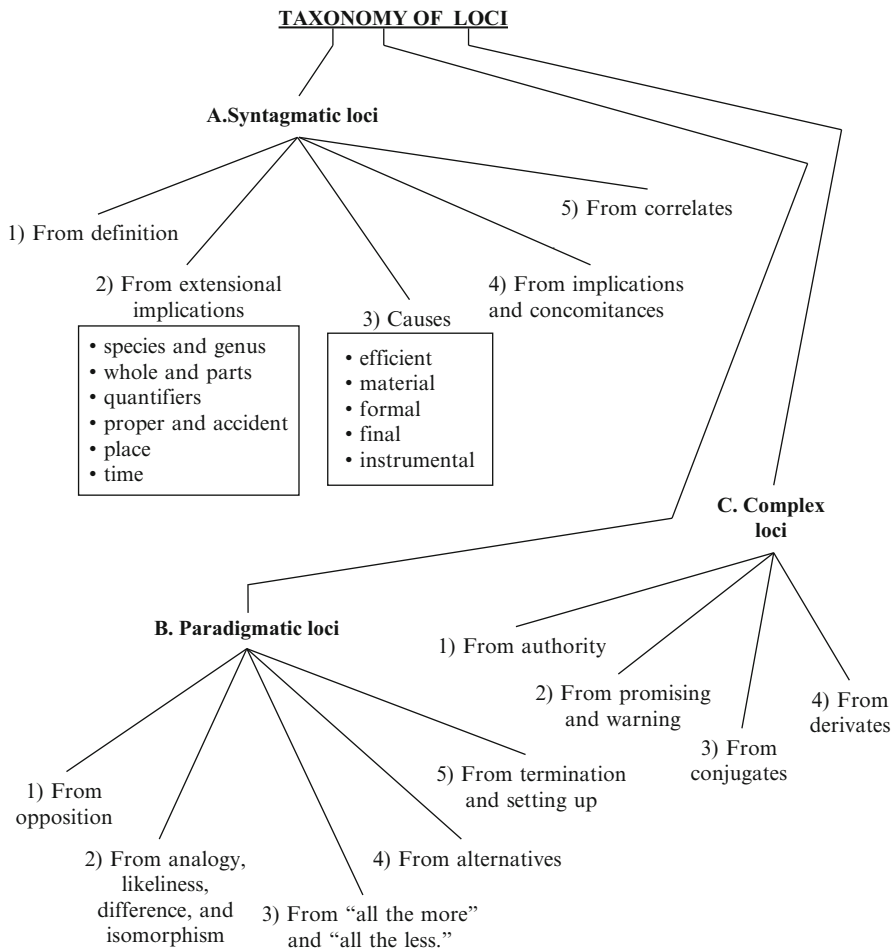 TAXONOMY OF LOCI
A.Syntagmatic loci
1) From definition
2) From extensional
implications
• species and genus
• whole and parts
• quantifiers
• proper and accident
• place
• time
3) Causes
• efficient
• material
• formal
• final
• instrumental
4) From implications
and concomitances
5) From correlates
B. Paradigmatic loci
1) From
opposition
2) From analogy,
likeliness,
difference, and
isomorphism
3) From “all the more”
and “all the less.”
4) From alternatives
5) From termination
and setting up
C. Complex
loci
1) From authority
2) From promising
and warning
3) From
conjugates
4) From
derivates